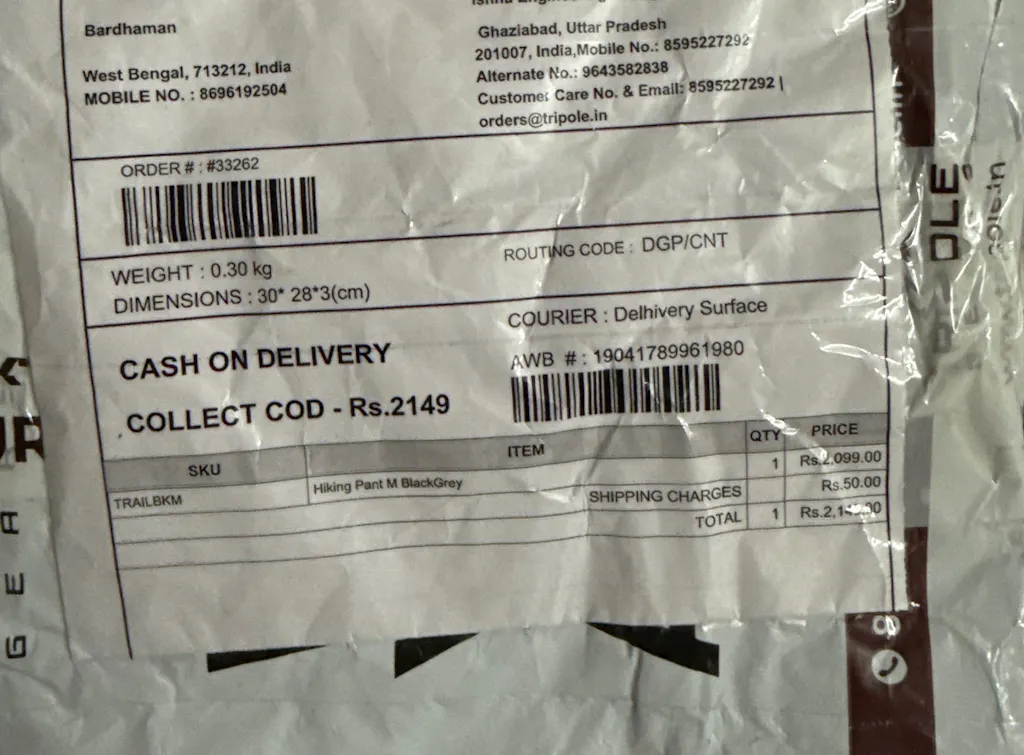 Bardhaman
West Bengal, 713212, India
MOBILE NO. : 8696192504
Ghaziabad, Uttar Pradesh
201007, India,Mobile No.: 8595227292
Alternate No.: 9643582838
Customer Care No. & Email: 8595227292 |
orders@tripole.in
ORDER # : #33262
WEIGHT : 0.30 kg
DIMENSIONS : 30* 28*3(cm)
ROUTING CODE : DGP/CNT
COURIER : Delhivery Surface
CASH ON DELIVERY
COLLECT COD - Rs.2149
AWB # : 19041789961980
SKU ITEM QTY PRICE
TRAILBKM Hiking Pant M BlackGrey 1 Rs.2,099.00
SHIPPING CHARGES Rs.50.00
TOTAL 1
OLE
GEA